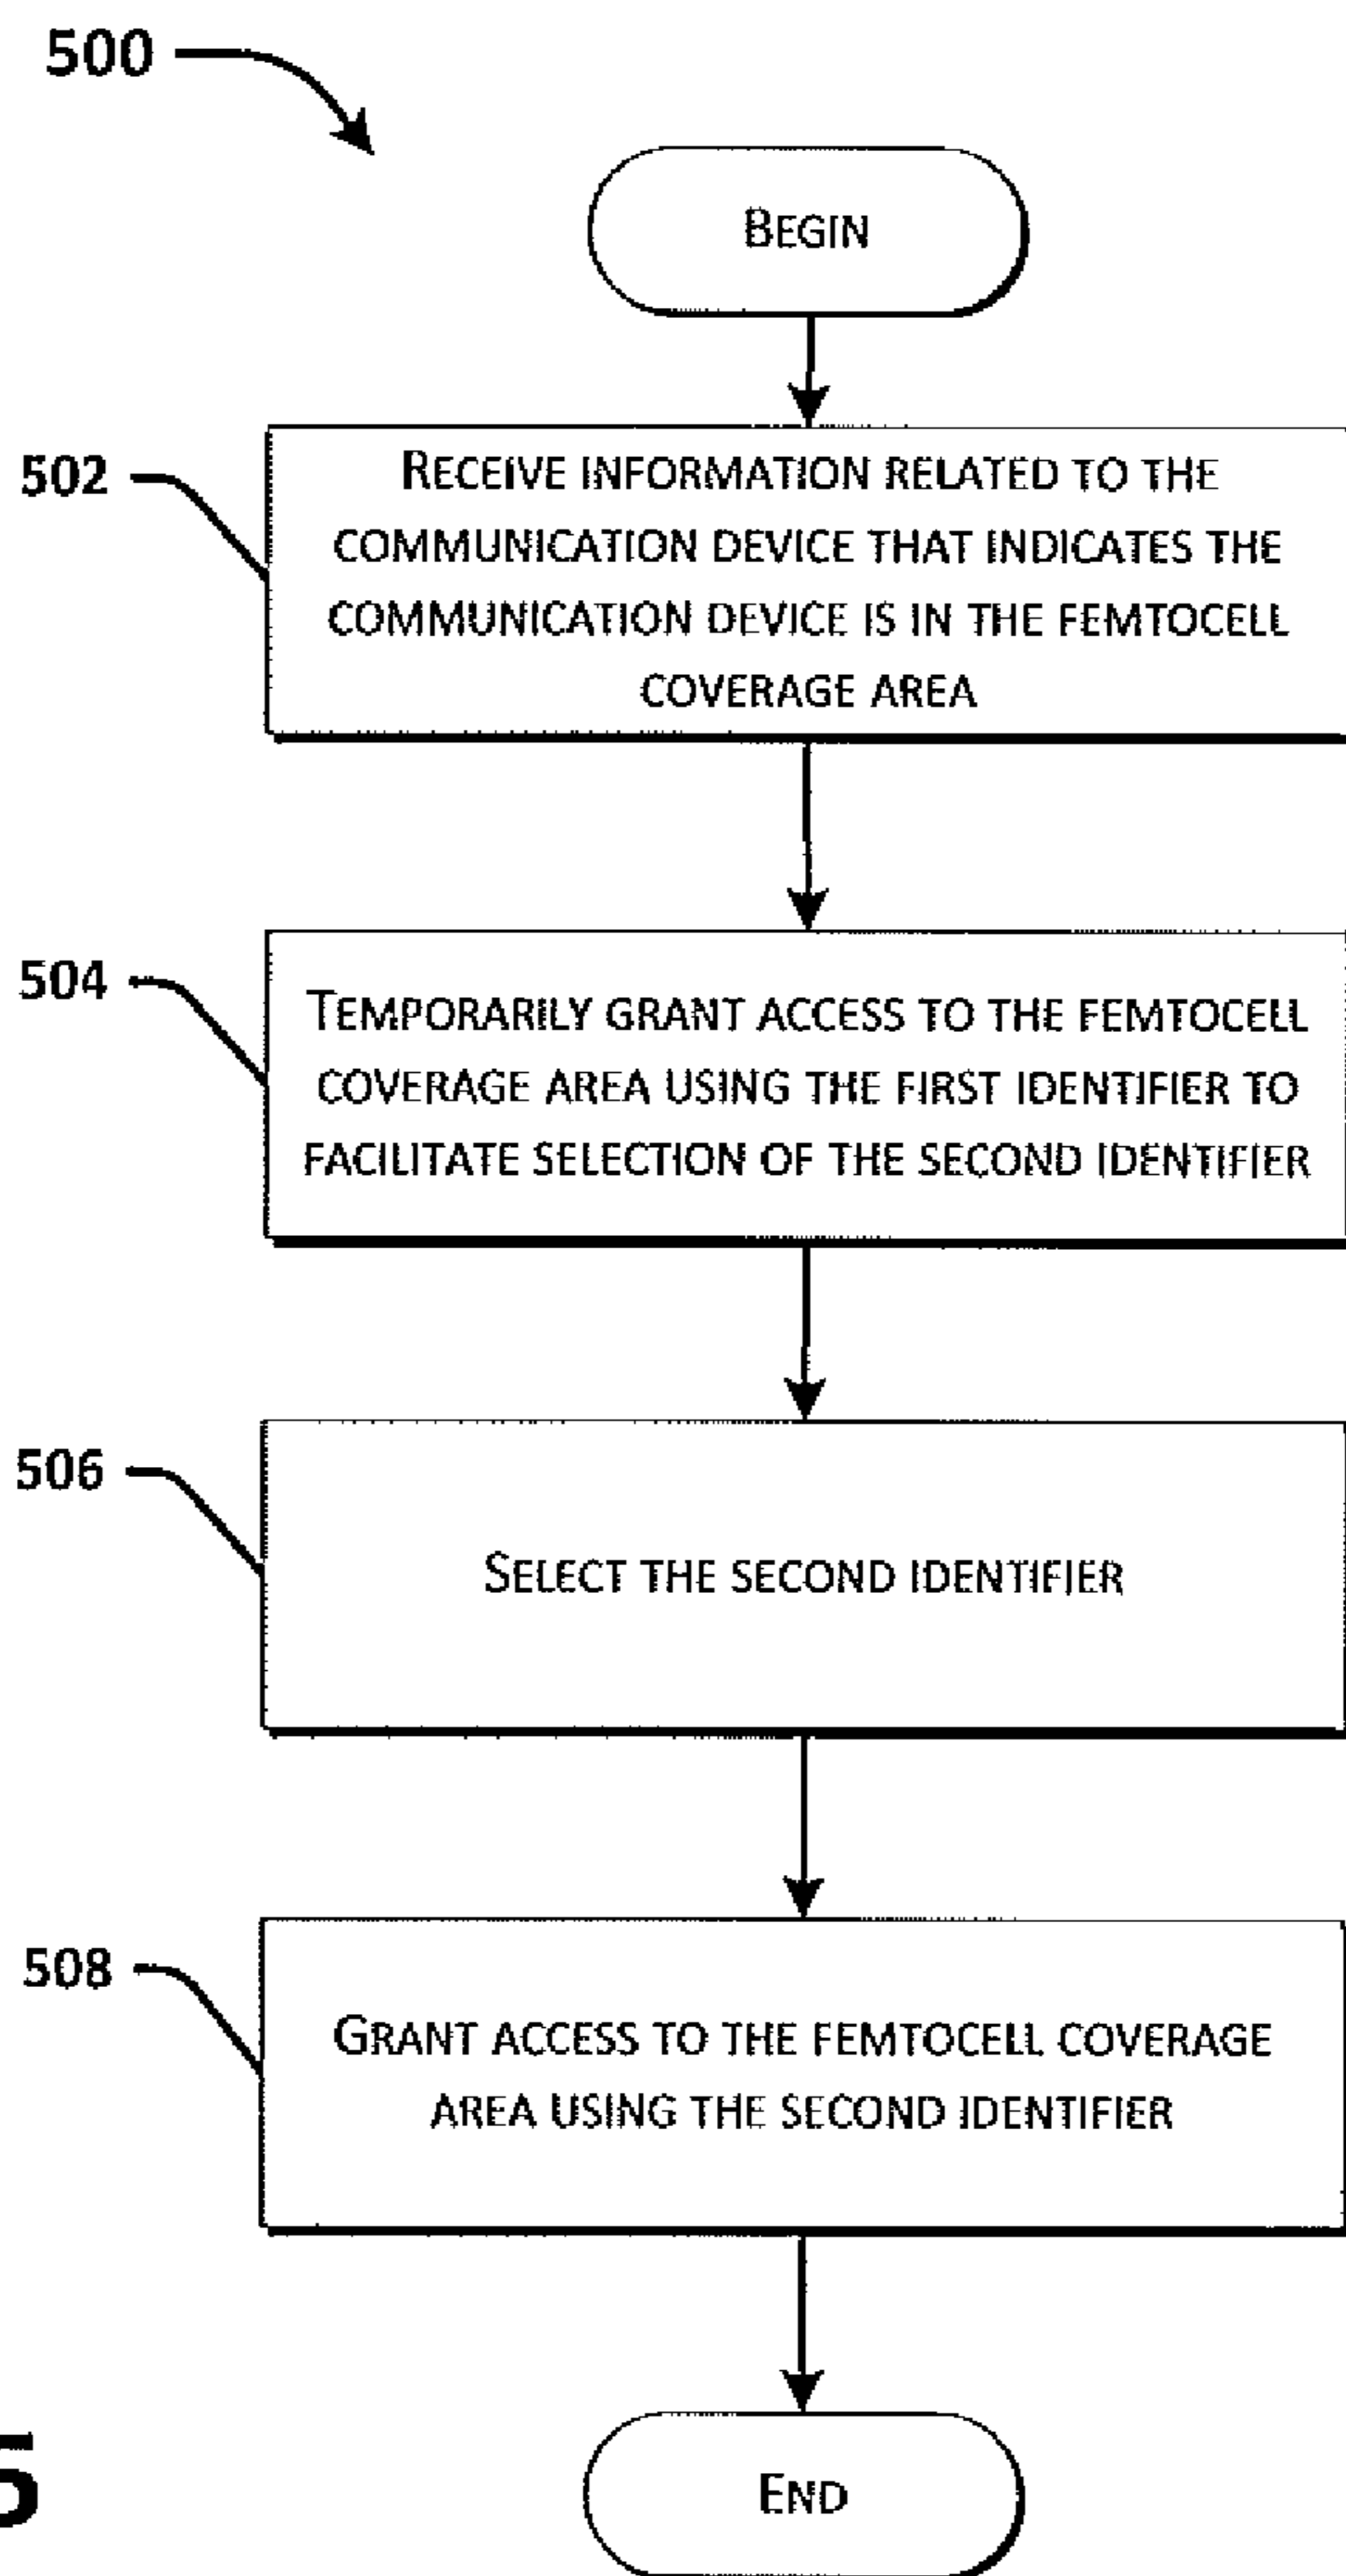 500
BEGIN
502
RECEIVE INFORMATION RELATED TO THE
COMMUNICATION DEVICE THAT INDICATES THE
COMMUNICATION DEVICE IS IN THE FEMTOCELL
COVERAGE AREA
504
TEMPORARILY GRANT ACCESS TO THE FEMTOCELL
COVERAGE AREA USING THE FIRST IDENTIFIER TO
FACILITATE SELECTION OF THE SECOND IDENTIFIER
506
SELECT THE SECOND IDENTIFIER
508
GRANT ACCESS TO THE FEMTOCELL COVERAGE
AREA USING THE SECOND IDENTIFIER
END
5